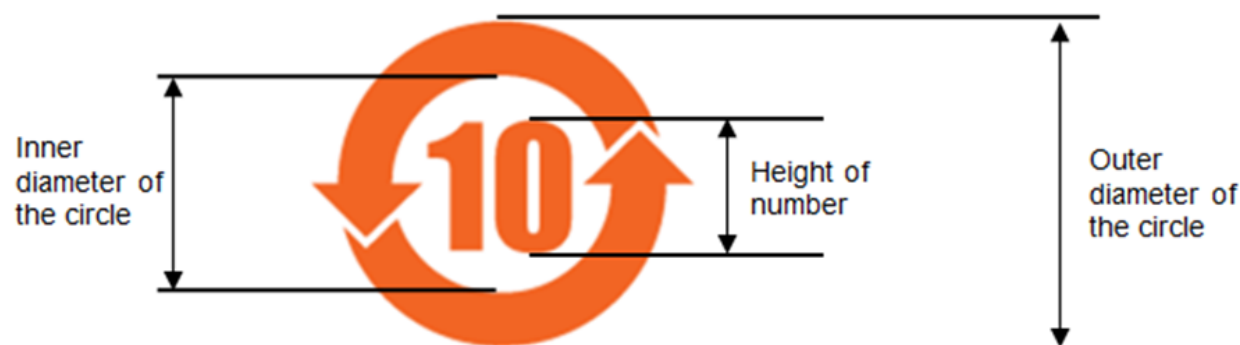 Inner
diameter of
the circle
10
Height of
number
Outer
diameter of
the circle